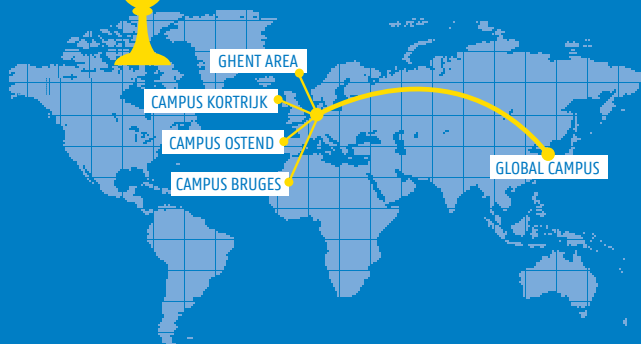 GHENT AREA
CAMPUS KORTRIJK
CAMPUS OSTEND
CAMPUS BRUGES
GLOBAL CAMPUS